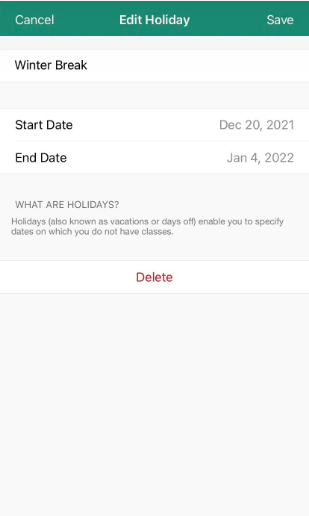 Cancel Edit Holiday Save
Winter Break
Start Date Dec 20, 2021
End Date Jan 4, 2022
WHAT ARE HOLIDAYS?
Holidays (also known as vacations or days off) enable you to specify
dates on which you do not have classes.
Delete